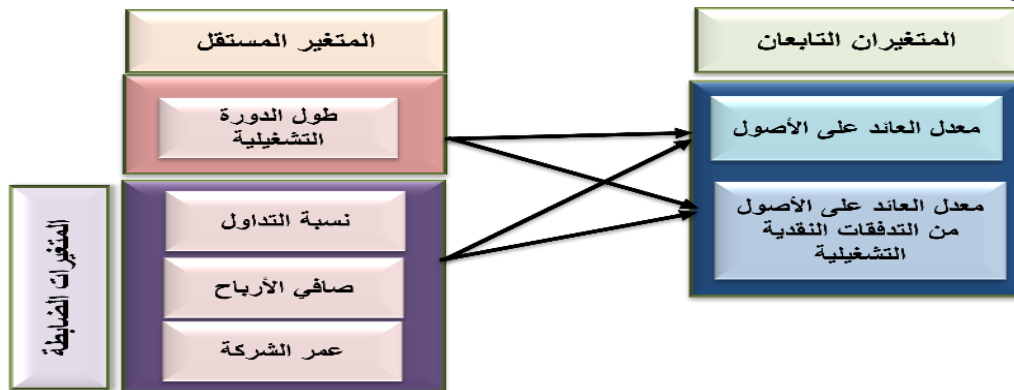 المتغير المستقل
المتغيران التابعان
طول الدورة
التشغيلية
معدل العائد على الأصول
المتغيرات الضابطة
نسبة التداول
صافي الأرباح
عمر الشركة
معدل العائد على الأصول
من التدفقات النقدية
التشغيلية